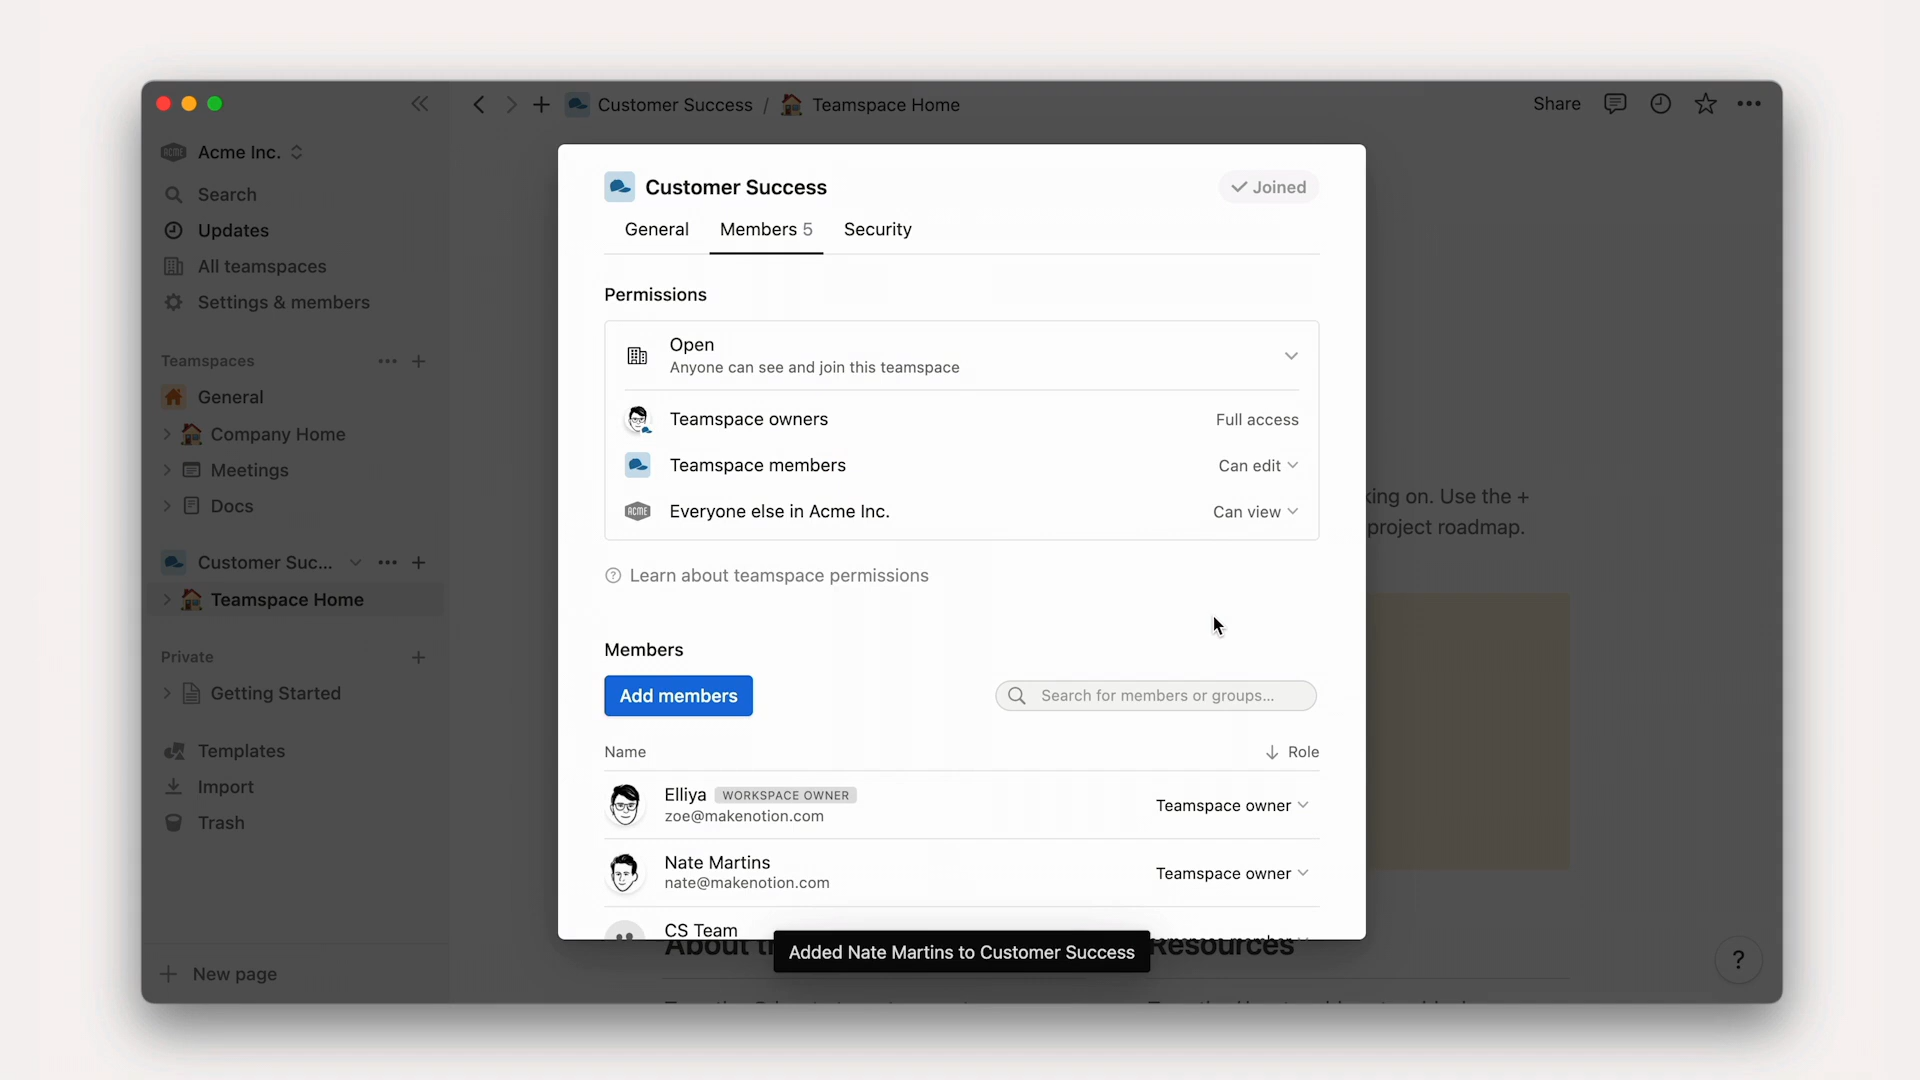 Customer Success / Teamspace Home
Share
Acme Inc.
Search
Updates
All teamspaces
Settings & members
Teamspaces
General
Company Home
Meetings
Docs
Customer Suc...
Teamspace Home
Private
Getting Started
Templates
Import
Trash
New page
Customer Success
Joined
General
Members 5
Security
Permissions
Open
Anyone can see and join this teamspace
Teamspace owners
Full access
Teamspace members
Can edit
ACME
Everyone else in Acme Inc.
Can view
Learn about teamspace permissions
Members
Add members
Search for members or groups...
Name
Role
Elliya WORKSPACE OWNER
zoe@makenotion.com
Teamspace owner
Nate Martins
nate@makenotion.com
Teamspace owner
CS Team
Added Nate Martins to Customer Success
king on. Use the +
project roadmap.
About
Resources
?